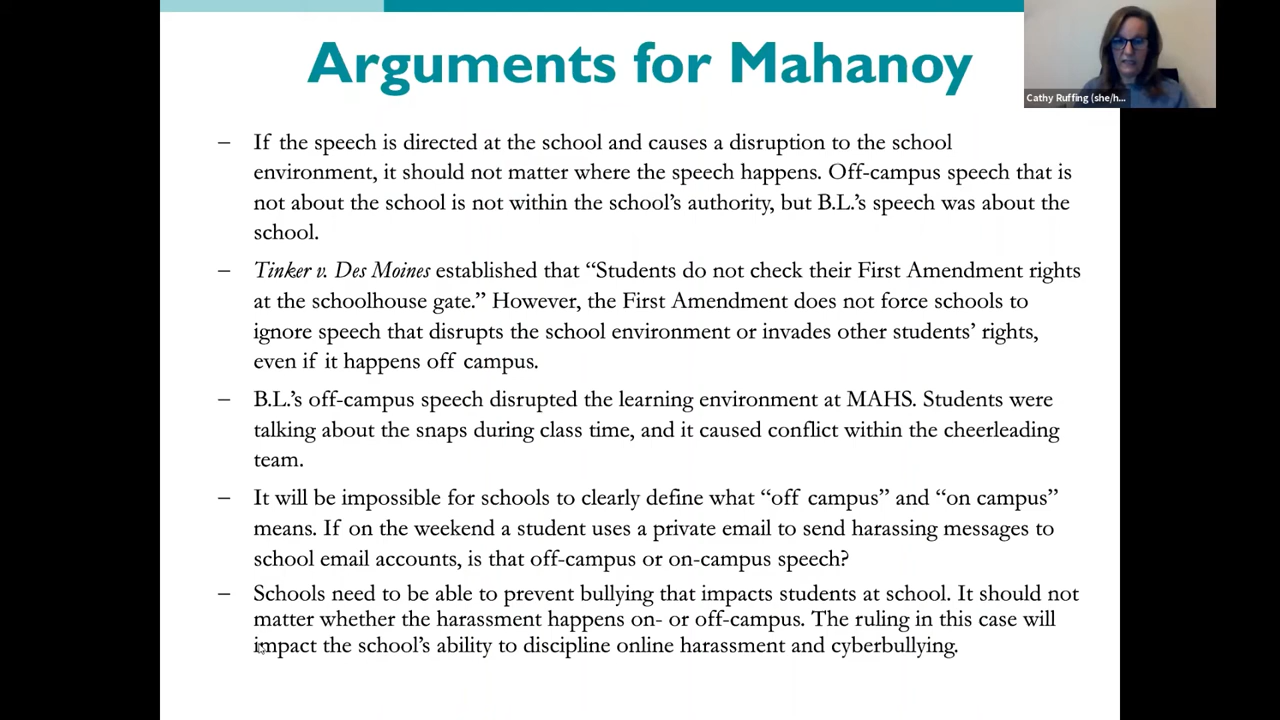 Arguments for Mahanoy
Cathy Ruffing (she/h...
– If the speech is directed at the school and causes a disruption to the school
environment, it should not matter where the speech happens. Off-campus speech that is
not about the school is not within the school's authority, but B.L.'s speech was about the
school.
– Tinker v. Des Moines established that “Students do not check their First Amendment rights
at the schoolhouse gate.” However, the First Amendment does not force schools to
ignore speech that disrupts the school environment or invades other students' rights,
even if it happens off campus.
– B.L.'s off-campus speech disrupted the learning environment at MAHS. Students were
talking about the snaps during class time, and it caused conflict within the cheerleading
team.
– It will be impossible for schools to clearly define what “off campus” and “on campus”
means. If on the weekend a student uses a private email to send harassing messages to
school email accounts, is that off-campus or on-campus speech?
– Schools need to be able to prevent bullying that impacts students at school. It should not
matter whether the harassment happens on- or off-campus. The ruling in this case will
impact the school's ability to discipline online harassment and cyberbullying.